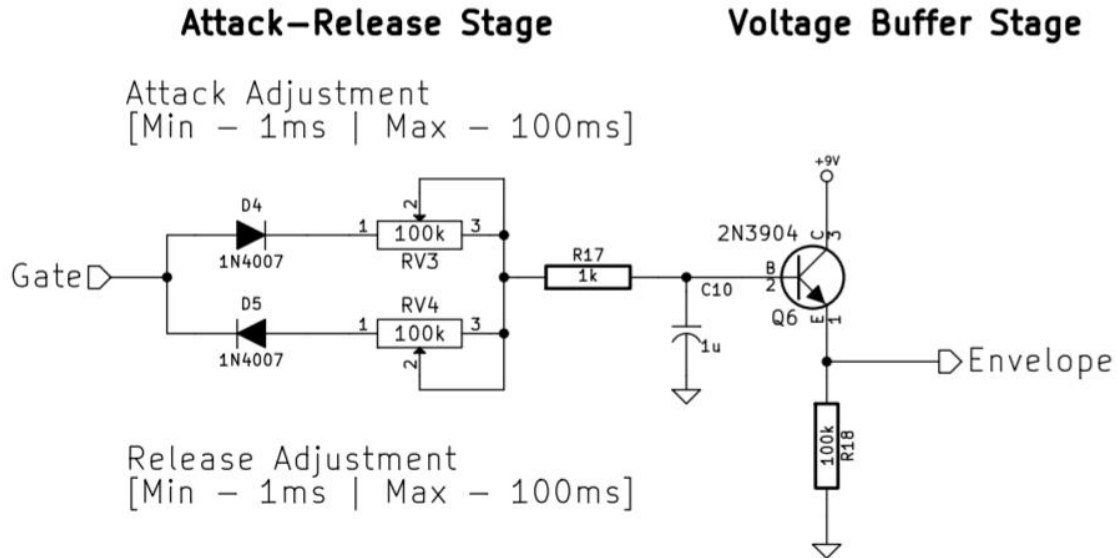 Attack-Release Stage
Voltage Buffer Stage
Attack Adjustment
[Min - 1ms | Max - 100ms]
+9V
D4
1N4007
1
2
3
100k
RV3
2N3904
C
3
R17
1k
B
2
Gate
C10
Q6
E
1
D5
1N4007
RV4
1
100k
3
2
1u
Envelope
100k
R18
Release Adjustment
[Min - 1ms | Max - 100ms]